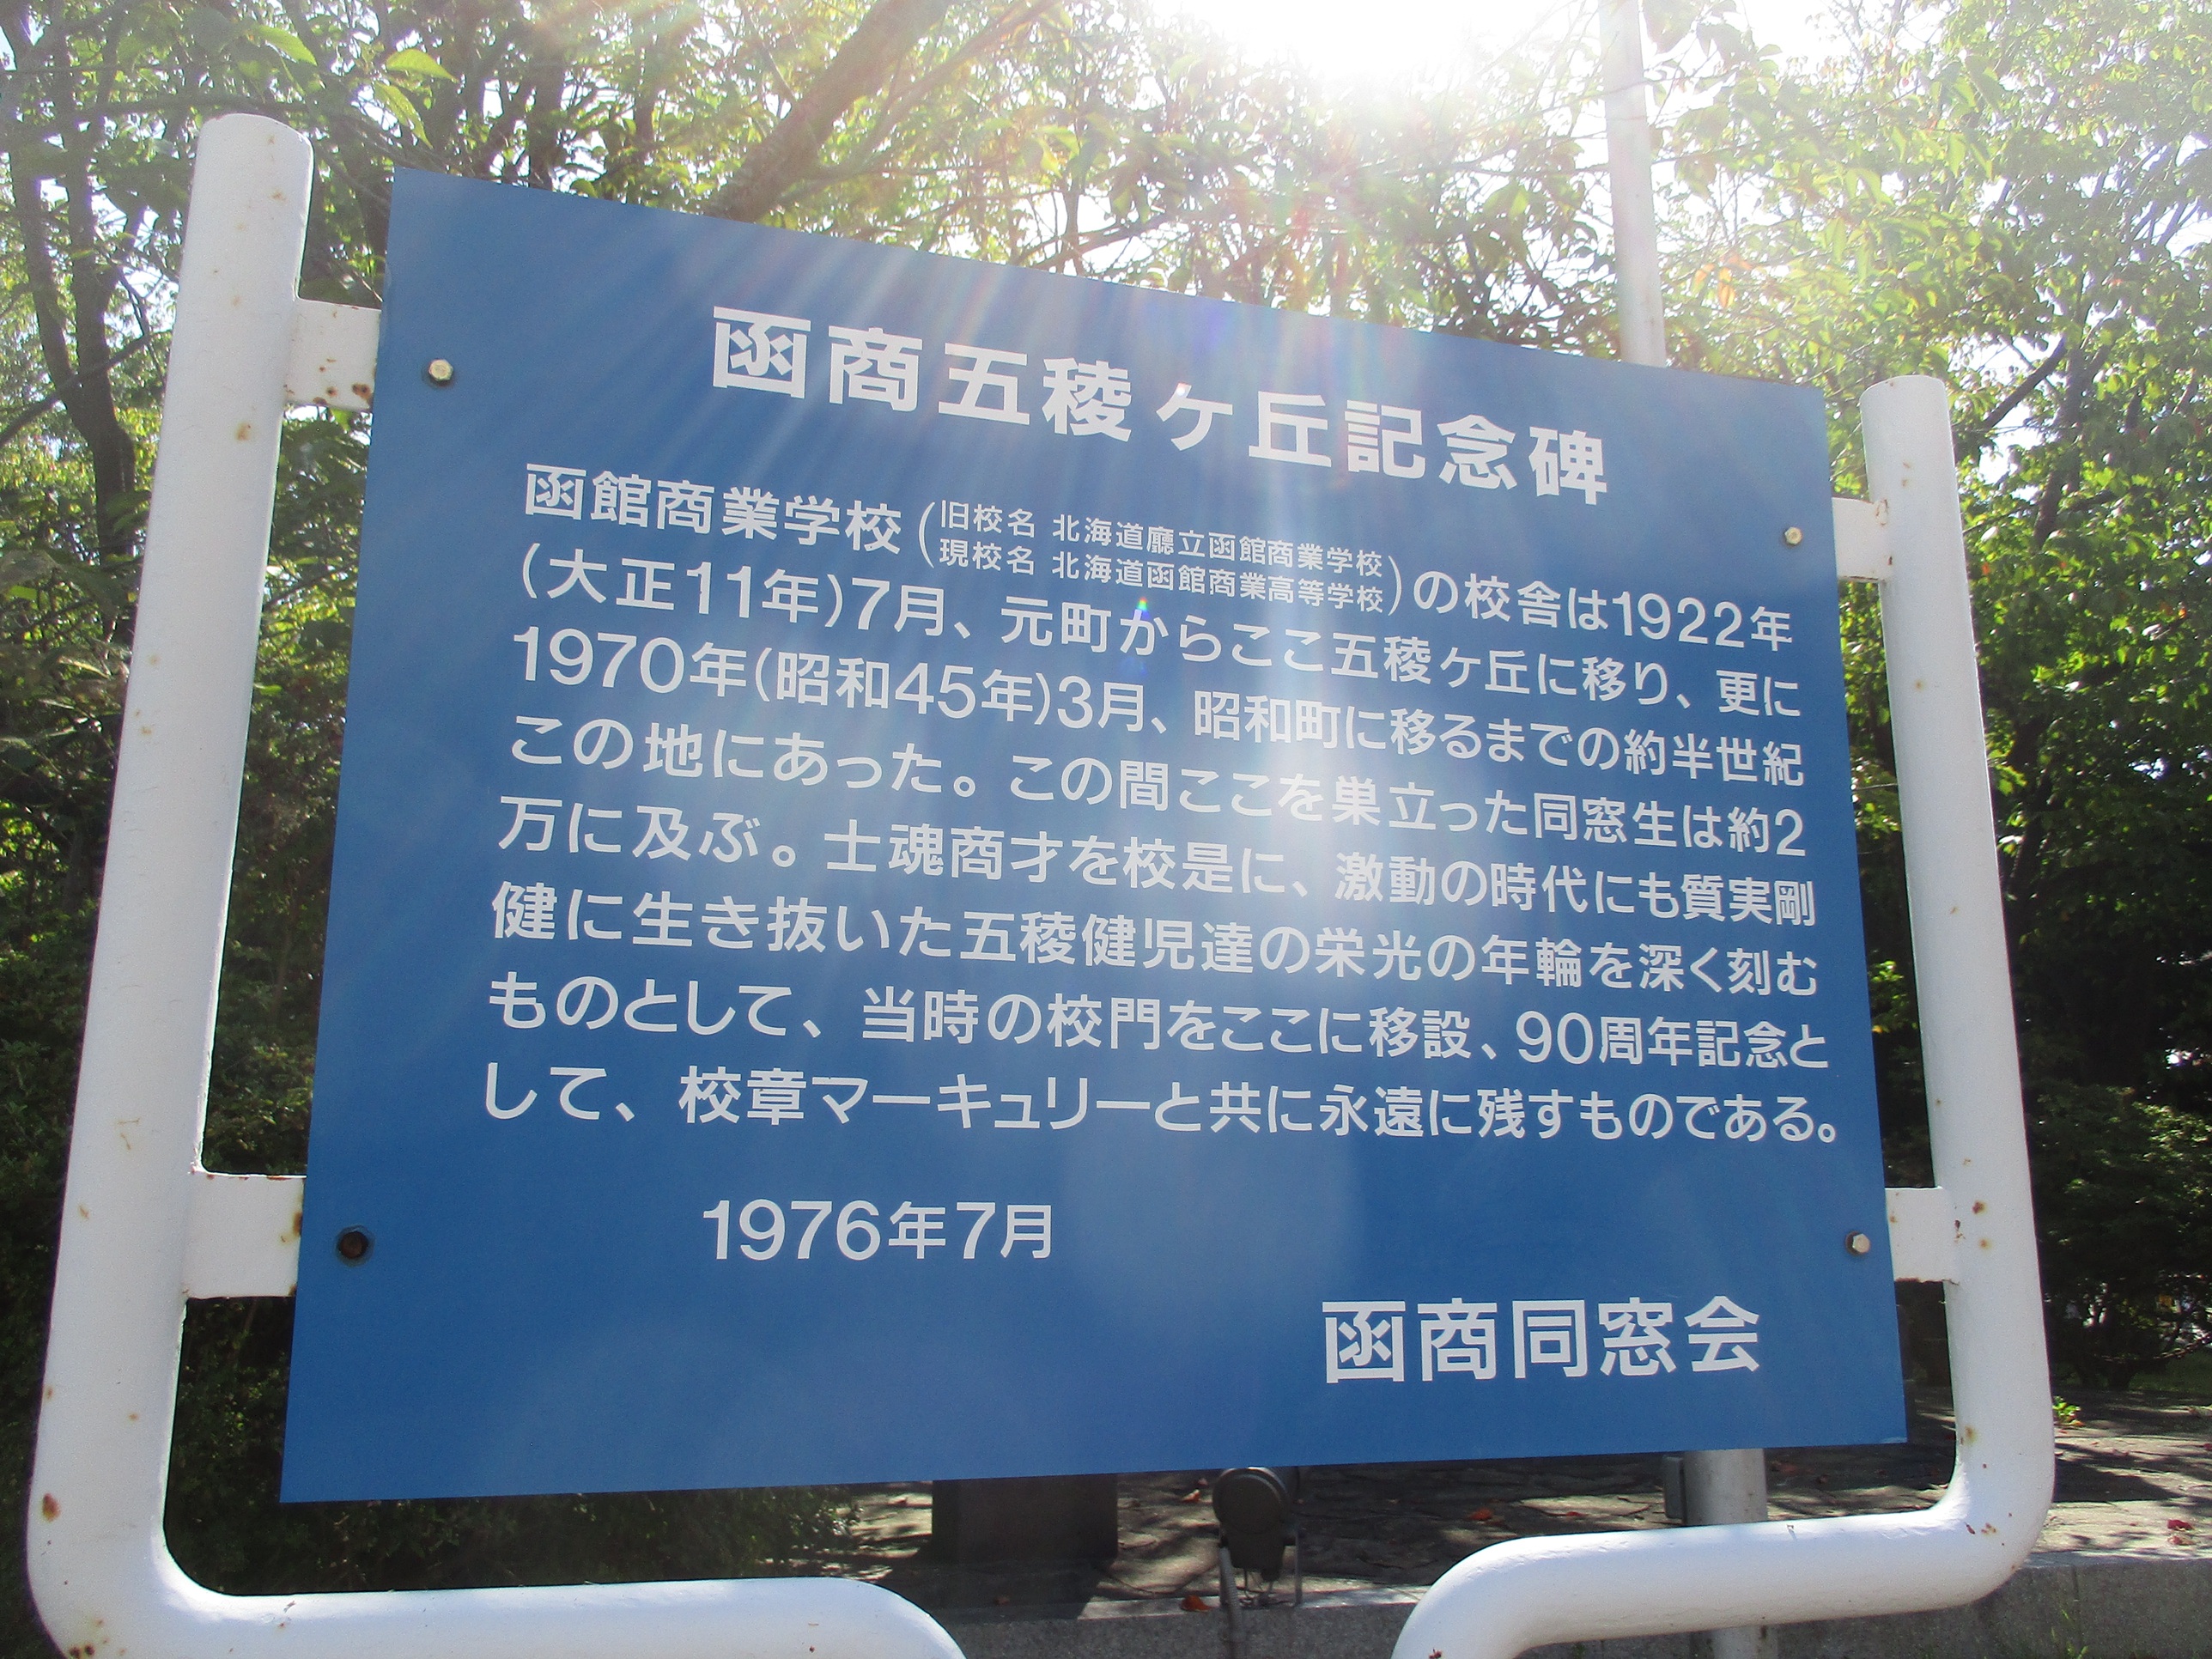 函商五稜ケ丘記念碑
函館商業学校(旧校名 北海道廳立函館商業学校 現校名 北海道函館商業高等学校)の校舎は1922年
(大正11年)7月、元町からここ五稜ケ丘に移り、更に
1970年(昭和45年)3月、昭和町に移るまでの約半世紀
この地にあった。この間ここを巣立った同窓生は約2
万に及ぶ。士魂商才を校是に、激動の時代にも質実剛
健に生き抜いた五稜健児達の栄光の年輪を深く刻む
ものとして、当時の校門をここに移設、90周年記念と
して、校章マーキュリーと共に永遠に残すものである。
1976年7月
函商同窓会